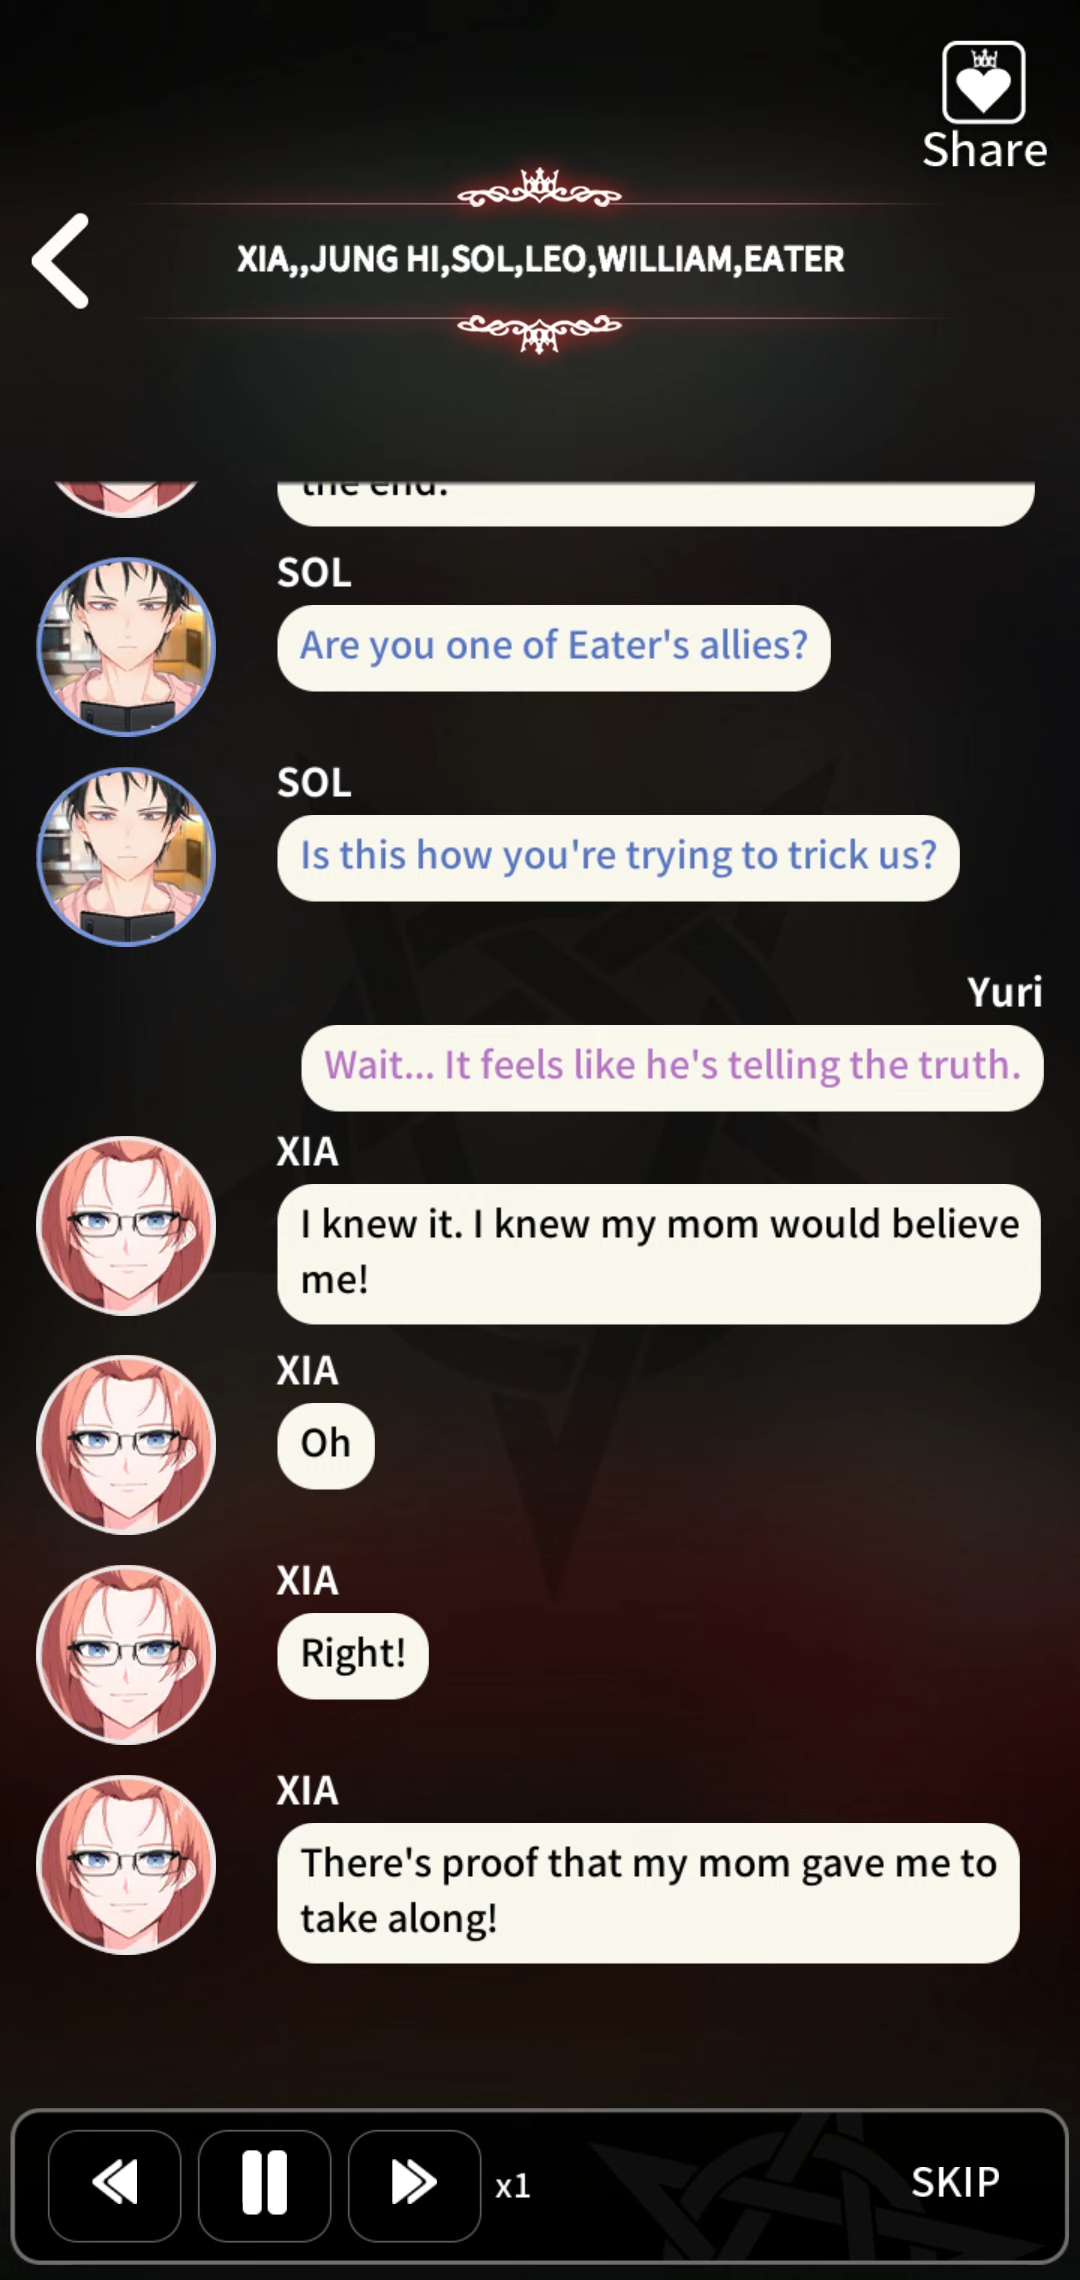 Share
XIA,,JUNG HI,SOL,LEO,WILLIAM,EATER
the end.
SOL
Are you one of Eater's allies?
SOL
Is this how you're trying to trick us?
Yuri
Wait... It feels like he's telling the truth.
XIA
I knew it. I knew my mom would believe
me!
XIA
Oh
XIA
Right!
XIA
There's proof that my mom gave me to
take along!
x1
SKIP